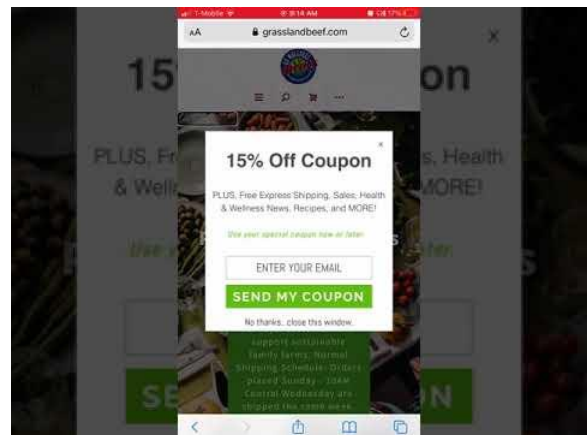 T-Mobile
9:14 AM
17%
AA
grasslandbeef.com
x
15% Off Coupon
PLUS, Free Express Shipping, Sales, Health
& Wellness News, Recipes, and MORE!
Use your special coupon now or later.
ENTER YOUR EMAIL
SEND MY COUPON
No thanks, close this window.
support sustainable
family farms. Normal
Shipping Schedule: Orders
placed Sunday - 10AM
Central Wednesday are
shipped the same week.